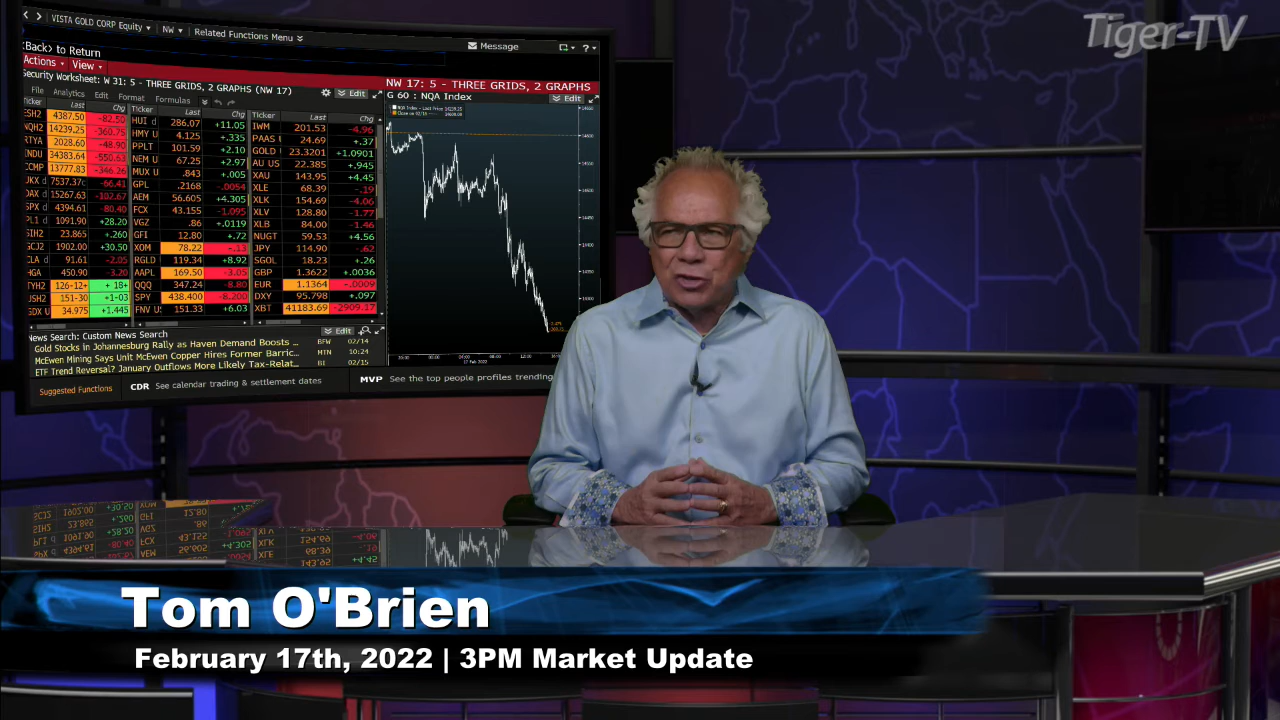 Tiger-TV
VISTA GOLD CORP Equity NW Related Functions Menu
Message
<Back> to Return
Actions View
NW 17: 5 - THREE GRIDS, 2 GRAPHS
Security Worksheet: W 31: 5 - THREE GRIDS, 2 GRAPHS (NW 17)
Edit
G 60 : NQA Index
Edit
File Analytics Edit Format Formulas
Ticker Last Chg Ticker Last Chg Ticker Last Chg
ESH2 4387.50 -82.50 HUI d 286.07 +11.05 IWM 201.53 -4.96
NQH2 14239.25 -360.75 HMY U 4.125 +.335 PAAS 24.69 +.37
RTYA 2028.60 -48.90 PPLT 101.59 +2.10 GOLD 23.3201 +1.0901
INDU 34383.64 -550.63 NEM U 67.25 +2.97 AU US 22.385 +.945
CCMP 13777.83 -346.26 MUX U .843 +.005 XAU 143.95 +4.45
UKX 7537.37 -66.41 GPL .2168 -.0054 XLE 68.39 -.19
DAX d 15267.63 -102.67 AEM 56.605 +4.305 XLK 154.69 -4.06
SPX d 4394.61 -80.40 FCX 43.155 -1.095 XLV 128.80 -1.77
PL1 d 1091.90 +28.20 VGZ .86 +.0119 XLB 84.00 -1.46
SIH2 23.865 +.260 GFI 12.80 +.72 NUGT 59.53 +4.56
GCJ2 1902.00 +30.50 XOM 78.22 -.13 JPY 114.90 -.62
CLA d 91.61 -2.05 RGLD 119.34 +8.92 SGOL 18.23 +.26
HGA 450.90 -3.20 AAPL 169.50 -3.05 GBP 1.3622 +.0036
TYH2 126-12+ + 18+ QQQ 347.24 -8.80 EUR 1.1364 -.0009
USH2 151-30 +1-03 SPY 438.400 -8.200 DXY 95.798 +.097
GDX U 34.975 +1.445 FNV U 151.33 +6.03 XBT 41183.69 -2909.17
17 Feb 2022
News Search: Custom News Search
Edit
Gold Stocks in Johannesburg Rally as Haven Demand Boosts ... BFW 02/14
McEwen Mining Says Unit McEwen Copper Hires Former Barric... MTN 10:24
ETF Trend Reversal? January Outflows More Likely Tax-Relat... BI 02/15
Suggested Functions CDR See calendar trading & settlement dates MVP See the top people profiles trending
Tom O'Brien
February 17th, 2022 | 3PM Market Update